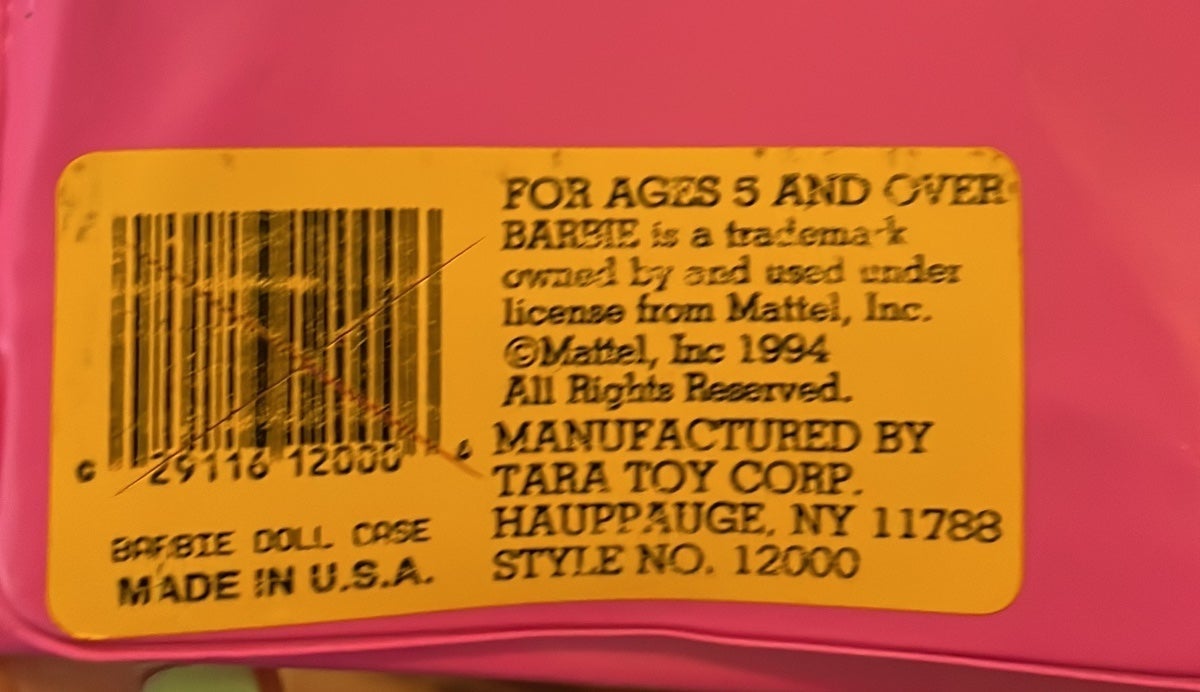 FOR AGES 5 AND OVER
BARBIE is a trademark
owned by and used under
license from Mattel, Inc.
©Mattel, Inc 1994
All Rights Reserved.
MANUFACTURED BY
TARA TOY CORP.
HAUPPAUGE, NY 11788
STYLE NO. 12000
29116 12000
BARBIE DOLL CASE
MADE IN U.S.A.